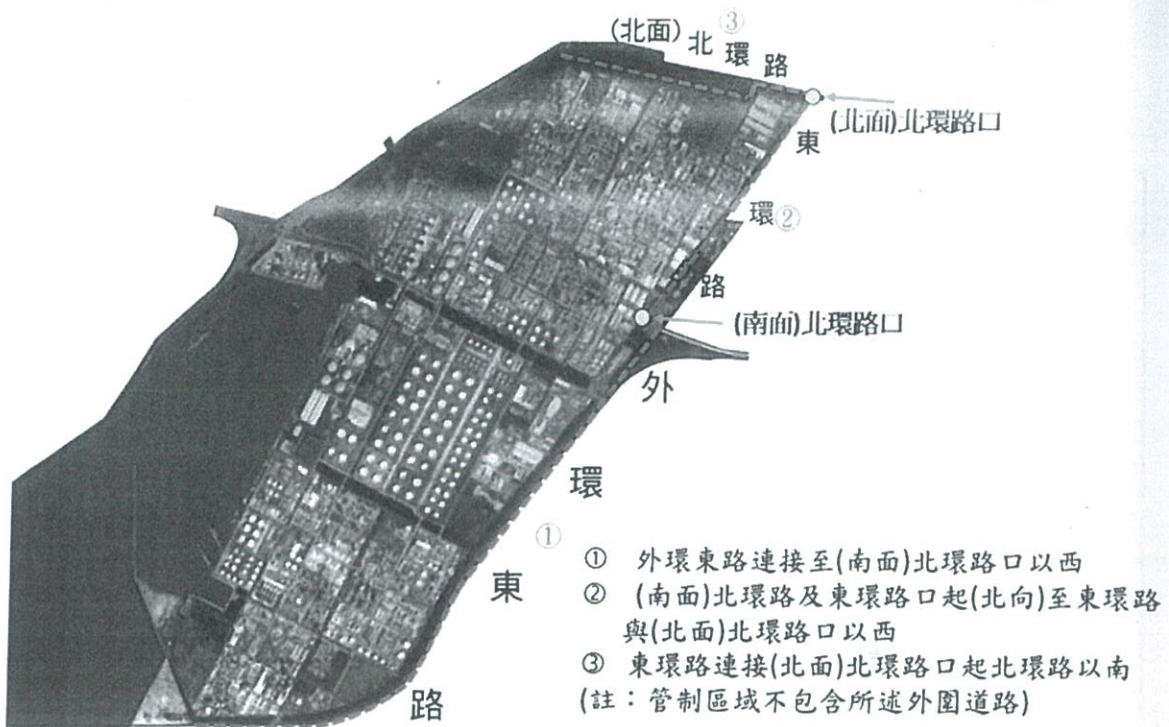 (北面)北環路
③
(北面)北環路口
東環路
②
(南面)北環路口
外環東路
①
① 外環東路連接至(南面)北環路口以西
② (南面)北環路及東環路口起(北向)至東環路
與(北面)北環路口以西
③ 東環路連接(北面)北環路口起北環路以南
(註：管制區域不包含所述外圍道路)